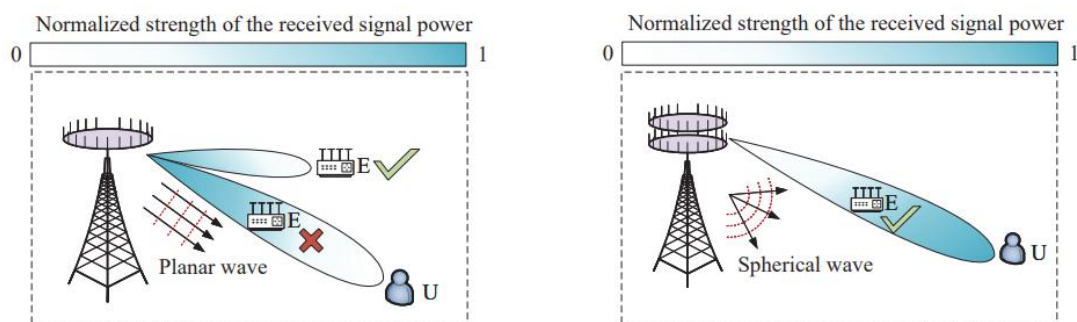 Normalized strength of the received signal power
0 1
E
E
Planar wave
U
Normalized strength of the received signal power
0 1
E
Spherical wave
U